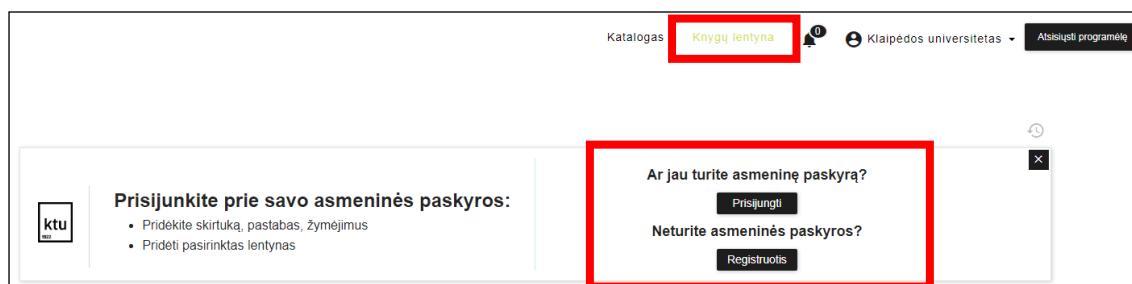 Katalogas Knygų lentyna 0 Klaipėdos universitetas Atsisiųsti programėlę
Ar jau turite asmeninę paskyrą?
Prisijunkite prie savo asmeninės paskyros:
Prisijungti
ktu
1922
• Pridėkite skirtuką, pastabas, žymėjimus
• Pridėti pasirinktas lentynas
Neturite asmeninės paskyros?
Registruotis